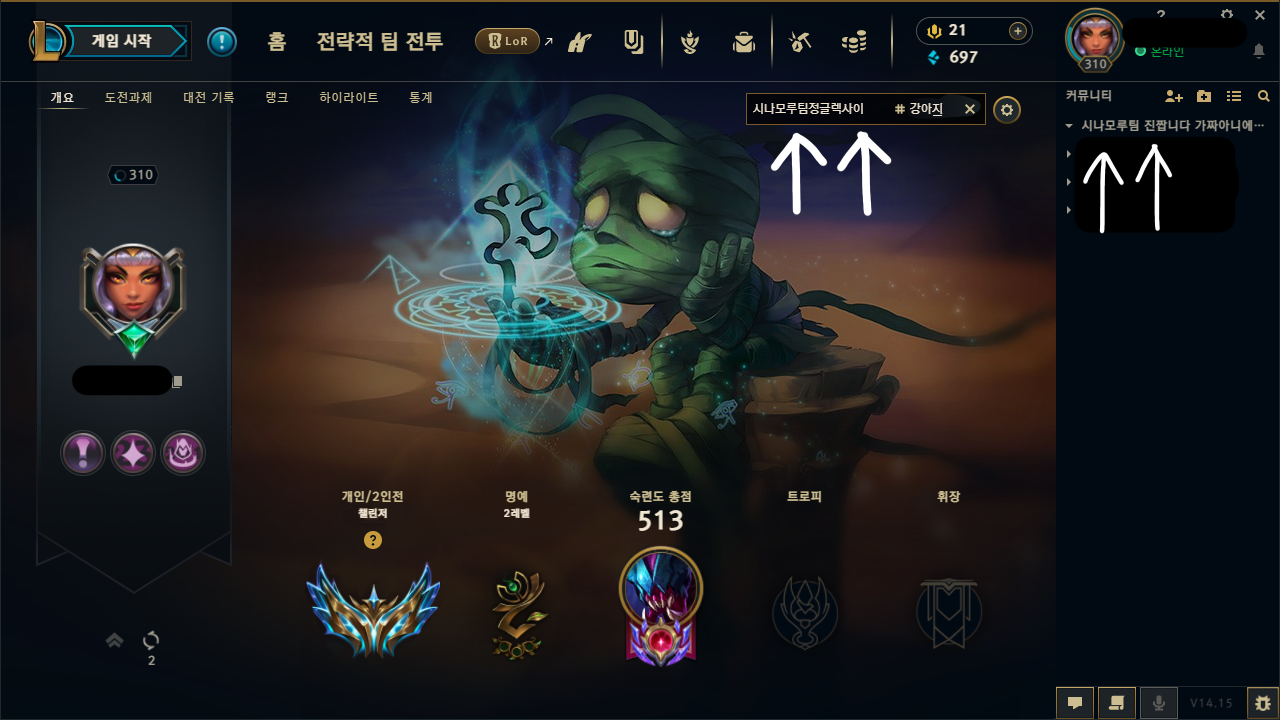 게임 시작
홈
전략적 팀 전투
LoR
21
697
310
온라인
개요
도전과제
대전 기록
랭크
하이라이트
통계
시나모루팀정글렉사이 # 강아지
커뮤니티
시나모루팀 진짭니다 가짜아니에…
310
개인/2인전
챌린저
?
명예
2레벨
숙련도 총점
513
트로피
휘장
2
V14.15